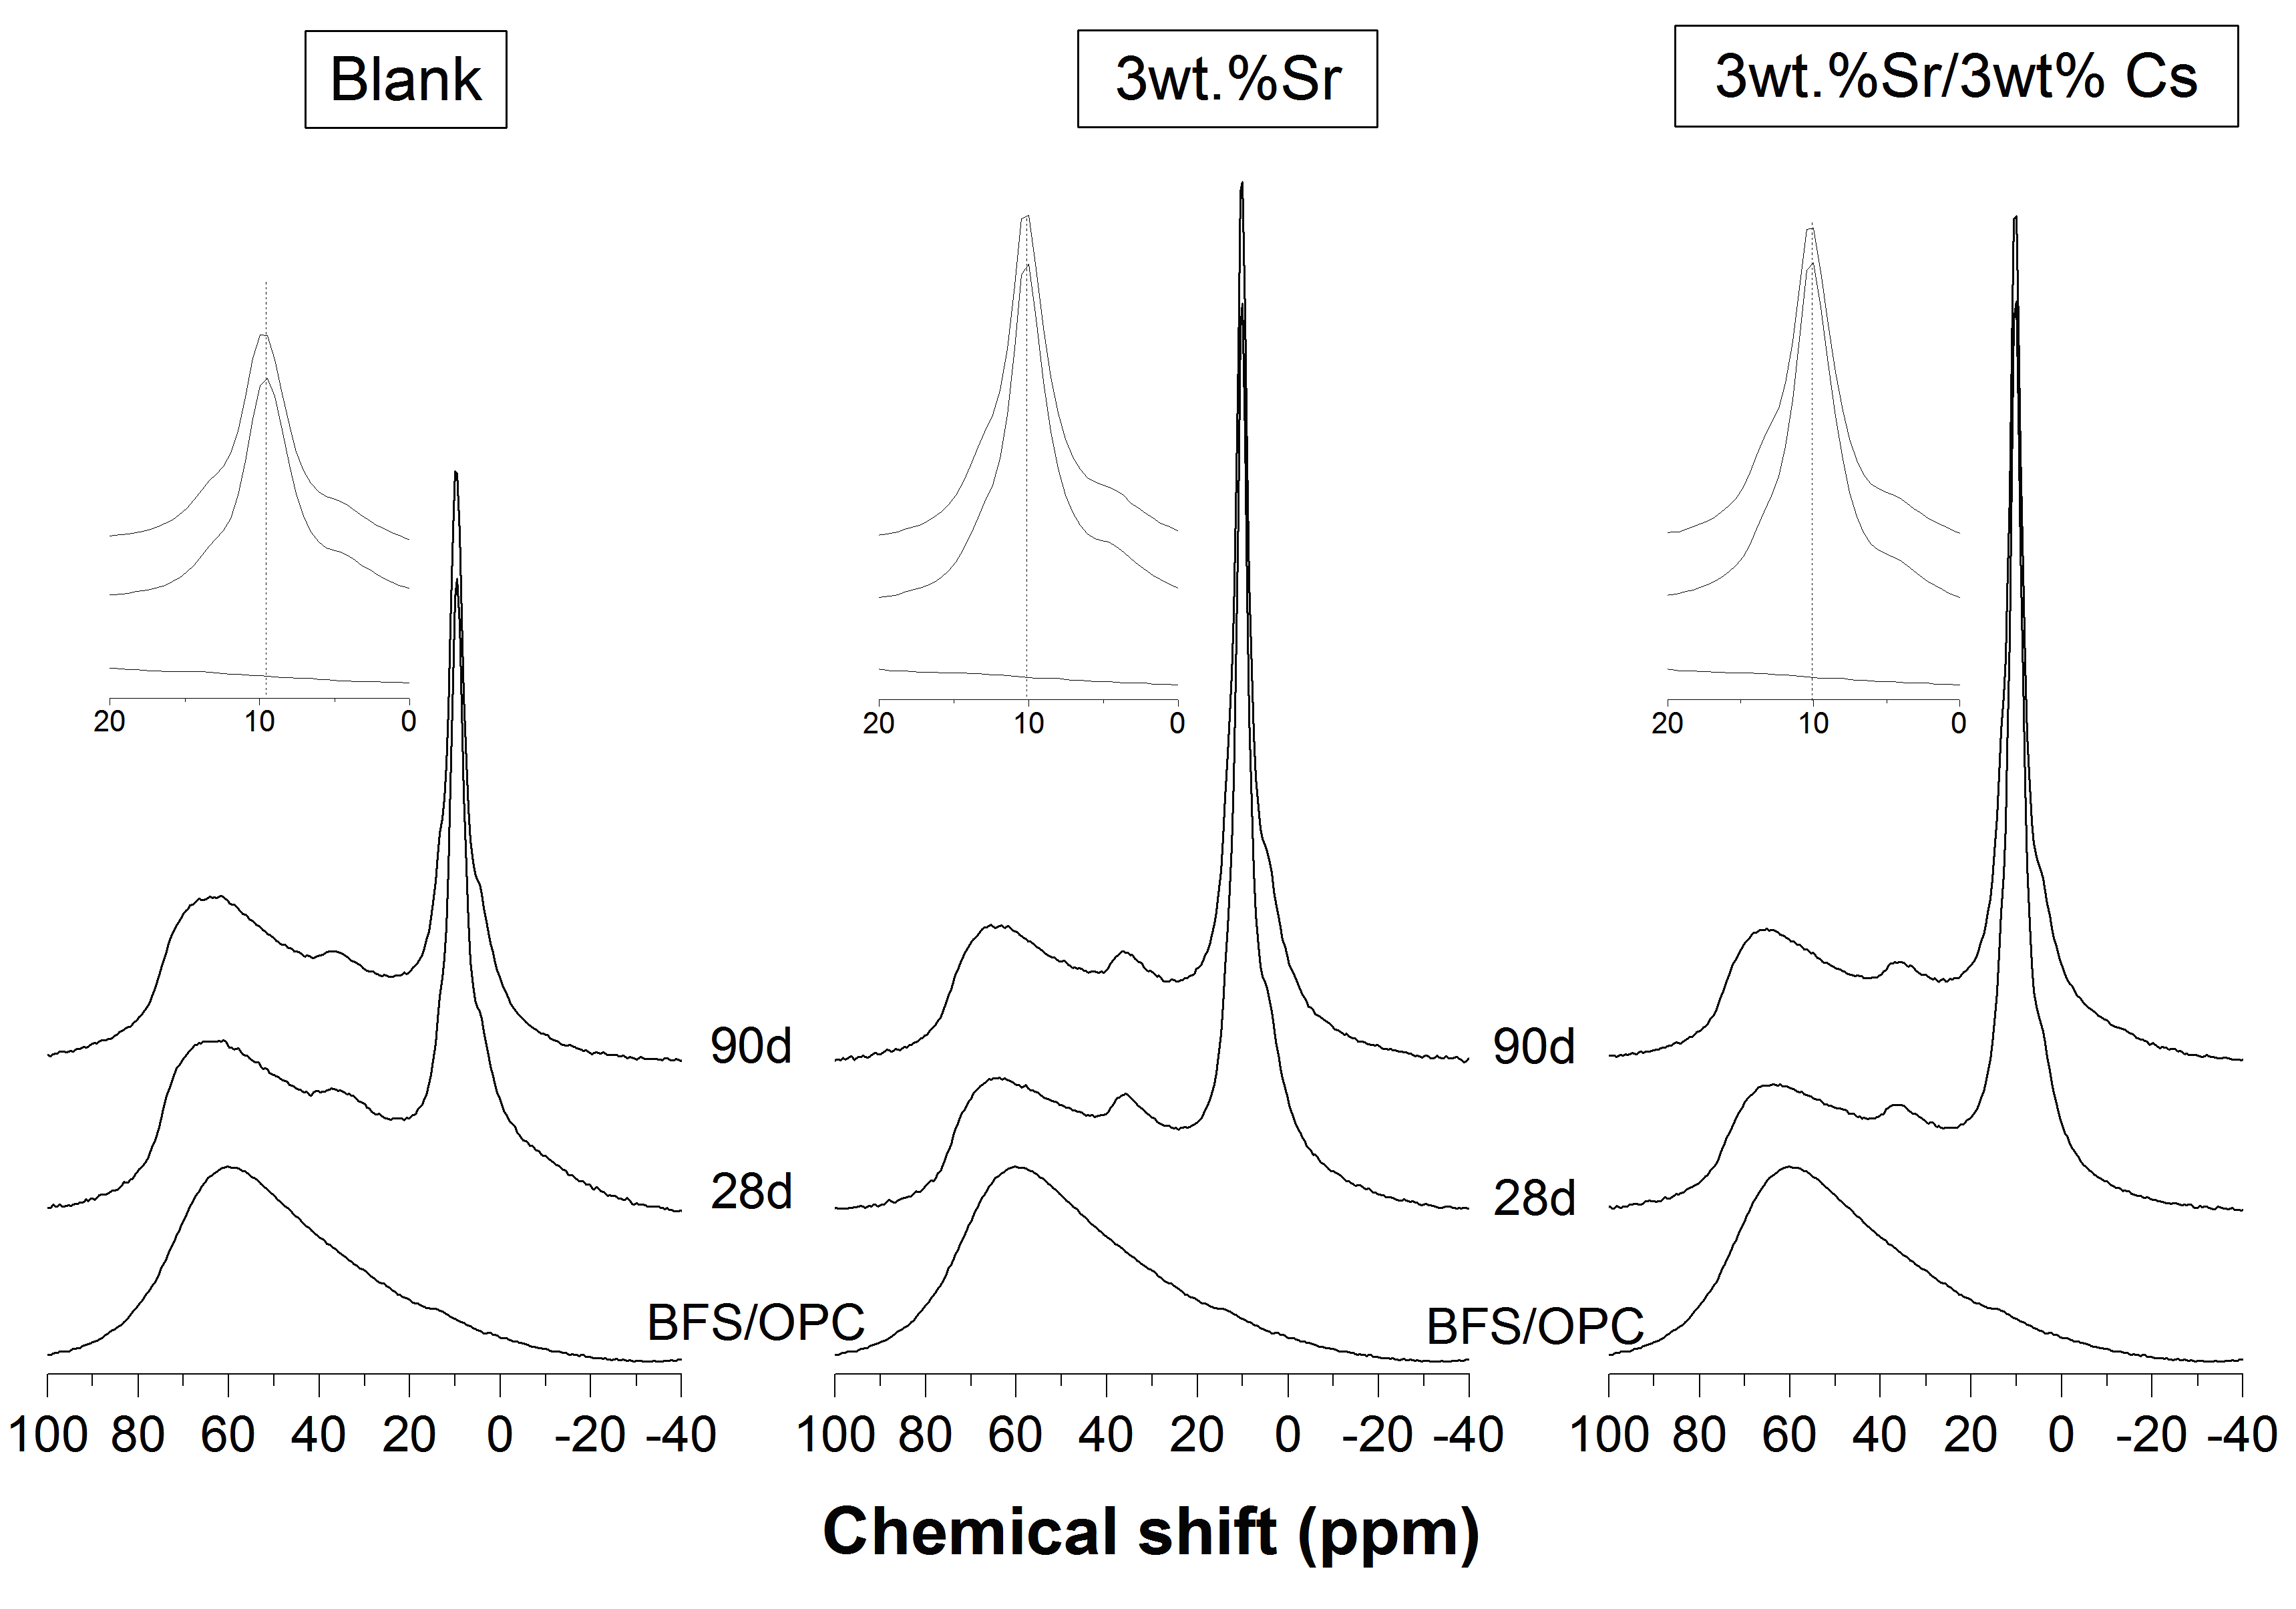 Blank 3wt.%Sr 3wt.%Sr/3wt% Cs
20 10 0 20 10 0 20 10 0
90d 90d
28d 28d
BFS/OPC BFS/OPC
100 80 60 40 20 0 -20 -40 100 80 60 40 20 0 -20 -40 100 80 60 40 20 0 -20 -40
Chemical shift (ppm)